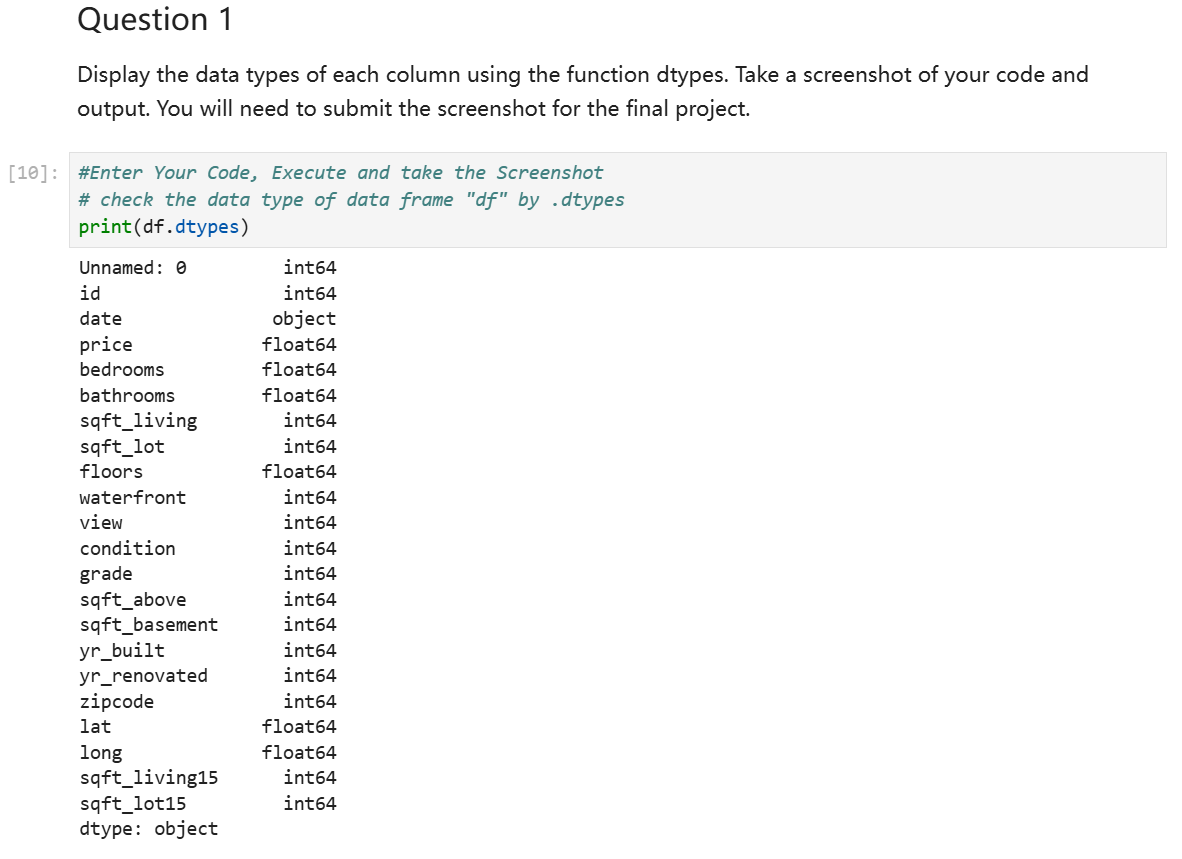 Question 1
Display the data types of each column using the function dtypes. Take a screenshot of your code and
output. You will need to submit the screenshot for the final project.
[10]: #Enter Your Code, Execute and take the Screenshot
# check the data type of data frame "df" by .dtypes
print(df.dtypes)
Unnamed: 0         int64
id                 int64
date              object
price            float64
bedrooms         float64
bathrooms        float64
sqft_living        int64
sqft_lot           int64
floors           float64
waterfront         int64
view               int64
condition          int64
grade              int64
sqft_above         int64
sqft_basement      int64
yr_built           int64
yr_renovated       int64
zipcode            int64
lat              float64
long             float64
sqft_living15      int64
sqft_lot15         int64
dtype: object